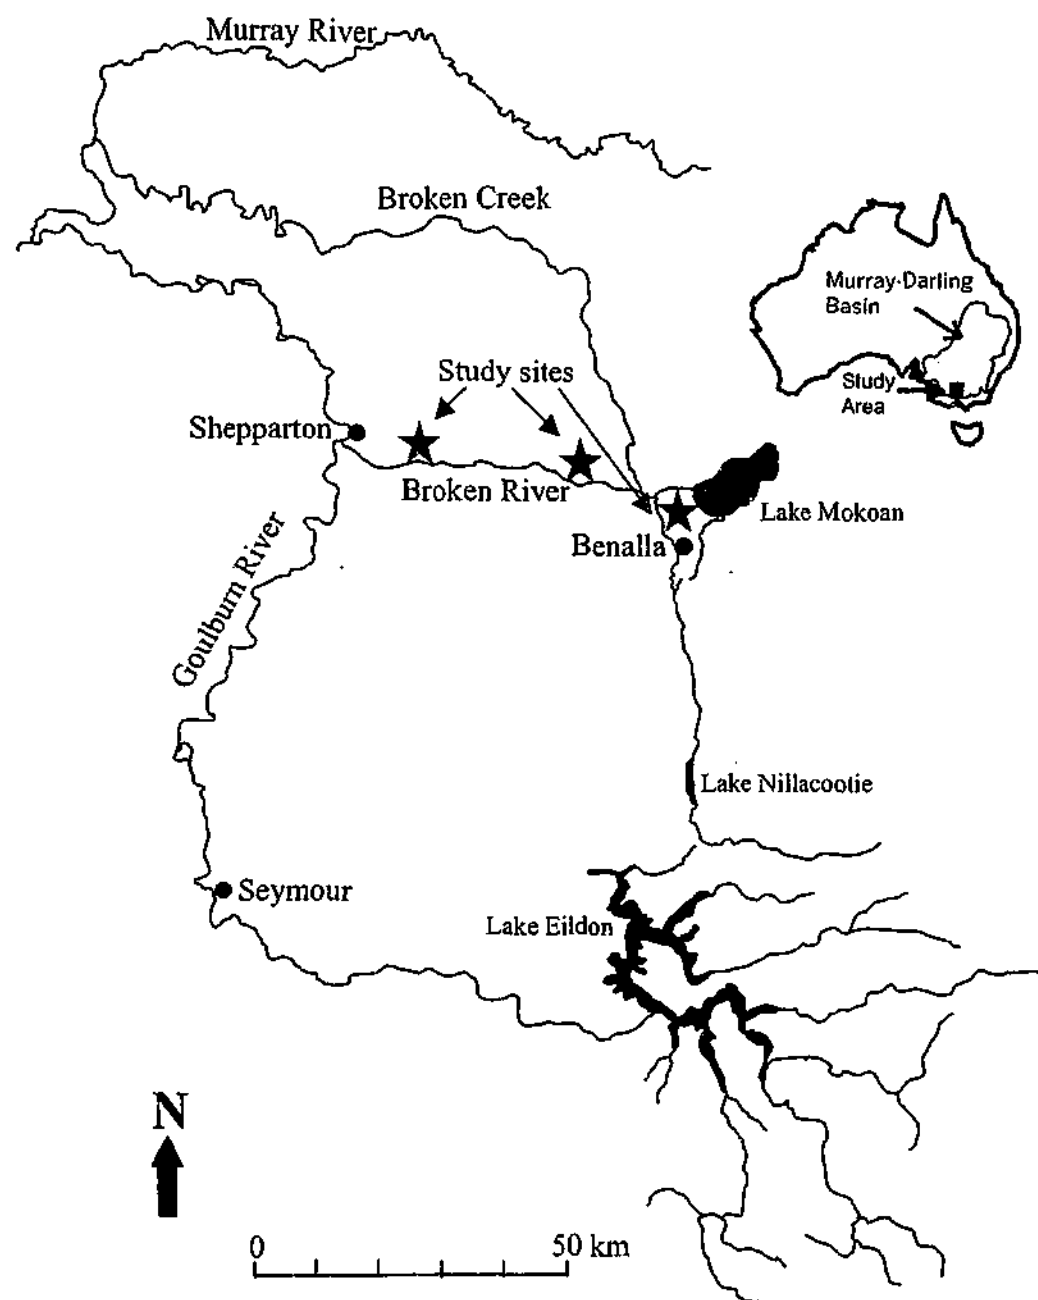 Murray River
Broken Creek
Murray-Darling
Basin
Study sites
Study
Area
Shepparton
Broken River
Lake Mokoan
Benalla
Goulburn River
Lake Nillacootie
Seymour
Lake Eildon
N
0
50 km